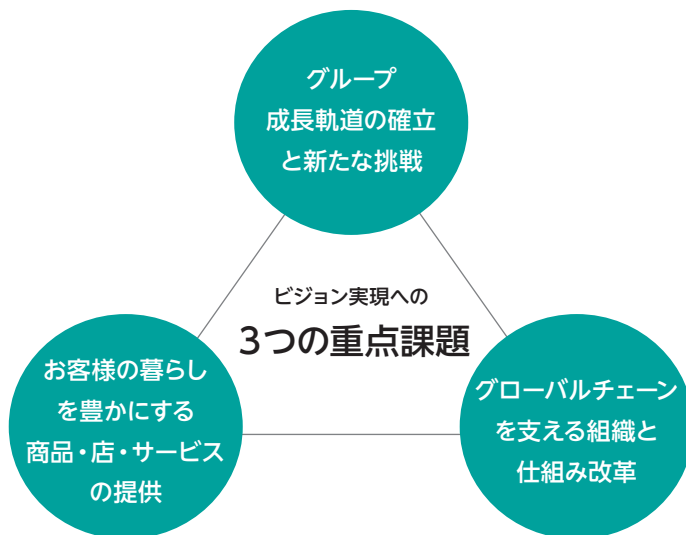 グループ
成長軌道の確立
と新たな挑戦
ビジョン実現への
3つの重点課題
お客様の暮らし
を豊かにする
商品・店・サービス
の提供
グローバルチェーン
を支える組織と
仕組み改革